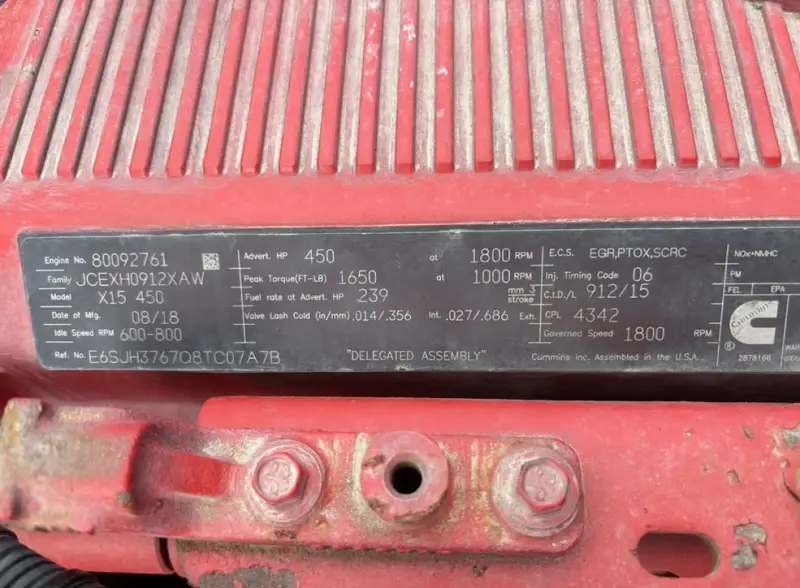 Engine No. 80092761
Family JCEXH0912XAW
Model X15 450
Date of Mfg. 08/18
Idle Speed RPM 600-800
Ref. No. E6SJH3767Q8TC07A7B
Advert. HP 450 at 1800 RPM
Peak Torque(FT-LB) 1650 at 1000 RPM
Fuel rate at Advert. HP 239 mm 3 stroke
Valve Lash Cold (in/mm) .014/.356 Int. .027/.686 Exh.
"DELEGATED ASSEMBLY"
E.C.S. EGR,PTOX,SCRC
Inj. Timing Code 06
C.I.D./L 912/15
CPL 4342
Governed Speed 1800 RPM
Cummins Inc. Assembled in the U.S.A.
NOx+NMHC
PM
FEL EPA
Cummins
® 2878166